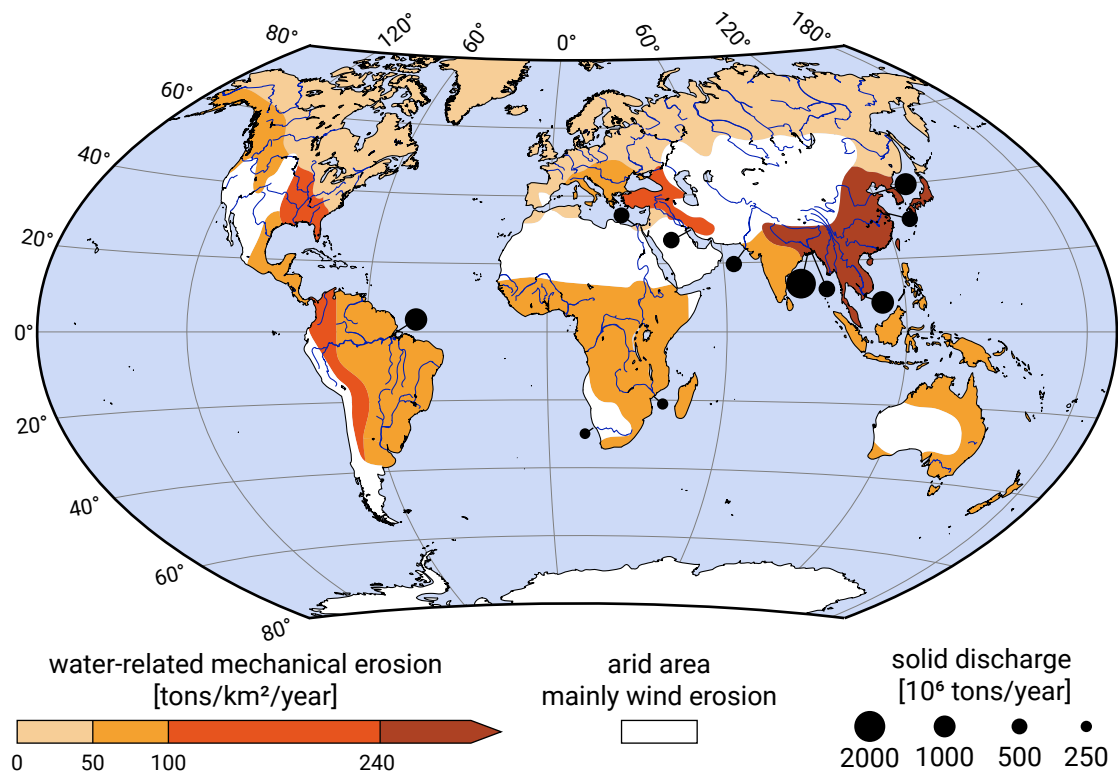 80° 120° 60° 0° 60° 120° 180°
60°
40°
20°
0°
20°
40°
60°
80°
water-related mechanical erosion
[tons/km²/year]
0 50 100 240
arid area
mainly wind erosion
solid discharge
[10⁶ tons/year]
2000 1000 500 250